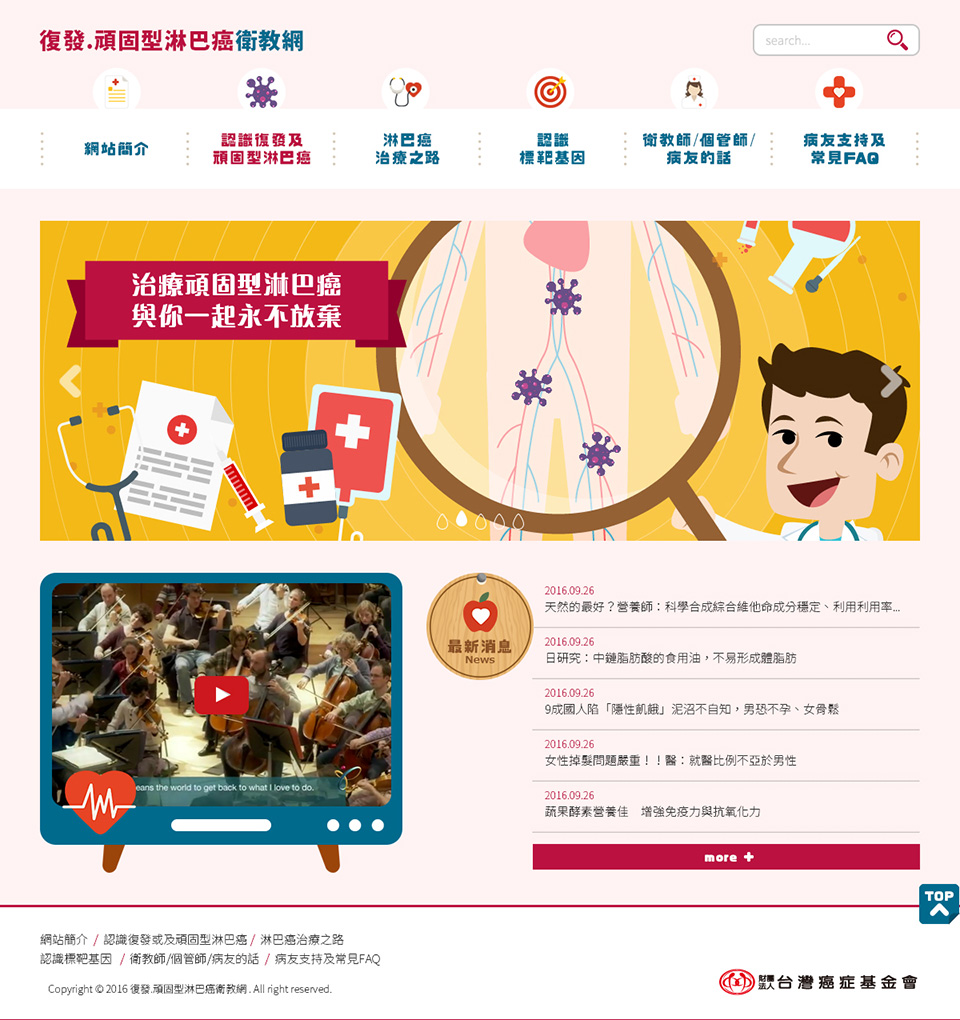 復發.頑固型淋巴癌衛教網
search...
網站簡介
認識復發及
頑固型淋巴癌
淋巴癌
治療之路
認識
標靶基因
衛教師/個管師/
病友的話
病友支持及
常見FAQ
治療頑固型淋巴癌
與你一起永不放棄
eans the world to get back to what I love to do.
最新消息
News
2016.09.26
天然的最好？營養師：科學合成綜合維他命成分穩定、利用利用率...
2016.09.26
日研究：中鏈脂肪酸的食用油，不易形成體脂肪
2016.09.26
9成國人陷「隱性飢餓」泥沼不自知，男恐不孕、女骨鬆
2016.09.26
女性掉髮問題嚴重！！醫：就醫比例不亞於男性
2016.09.26
蔬果酵素營養佳　增強免疫力與抗氧化力
more +
TOP
網站簡介 / 認識復發或及頑固型淋巴癌 / 淋巴癌治療之路
認識標靶基因 / 衛教師/個管師/病友的話 / 病友支持及常見FAQ
Copyright © 2016 復發.頑固型淋巴癌衛教網 . All right reserved.
財團法人台灣癌症基金會